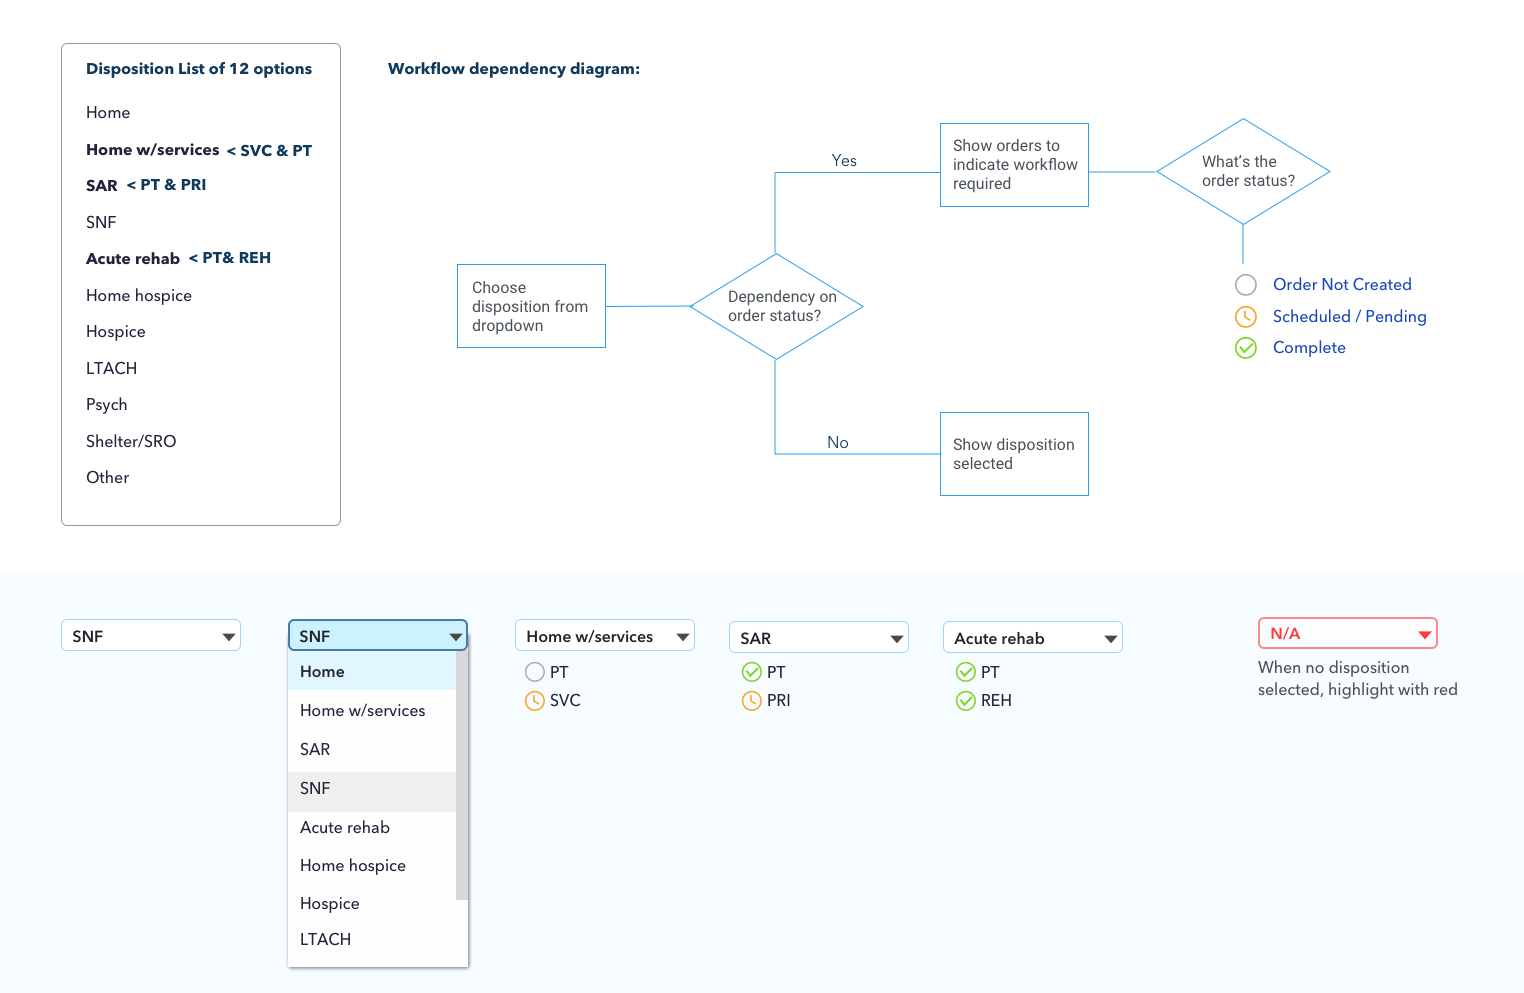 Disposition List of 12 options
Home
Home w/services < SVC & PT
SAR < PT & PRI
SNF
Acute rehab < PT& REH
Home hospice
Hospice
LTACH
Psych
Shelter/SRO
Other
Workflow dependency diagram:
Choose
disposition from
dropdown
Dependency on
order status?
Yes
Show orders to
indicate workflow
required
What's the
order status?
Order Not Created
Scheduled / Pending
Complete
No
Show disposition
selected
SNF
SNF
Home
Home w/services
SAR
SNF
Acute rehab
Home hospice
Hospice
LTACH
Home w/services
PT
SVC
SAR
PT
PRI
Acute rehab
PT
REH
N/A
When no disposition
selected, highlight with red